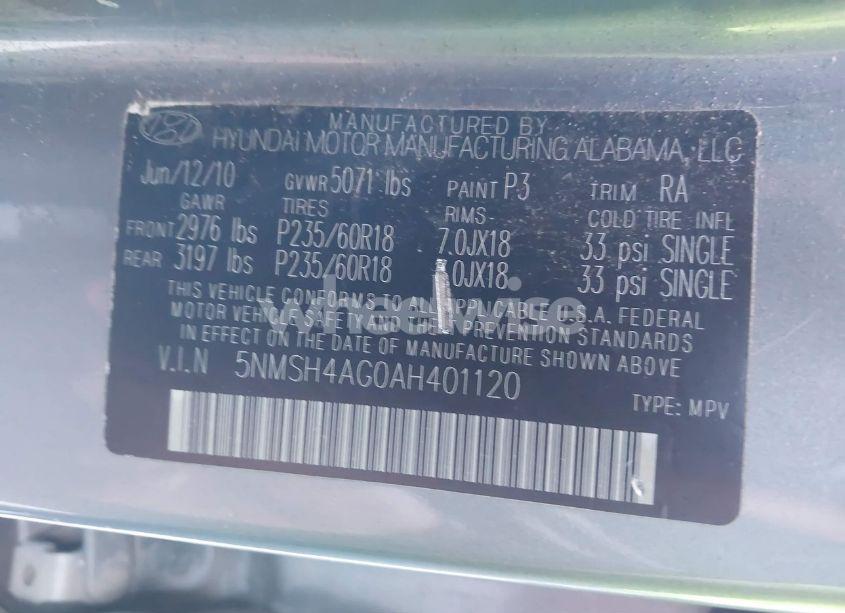 MANUFACTURED BY
HYUNDAI MOTOR MANUFACTURING ALABAMA, LLC
Jun/12/10 GVWR 5071 lbs PAINT P3 TRIM RA
GAWR TIRES RIMS- COLD TIRE INFL
FRONT 2976 lbs P235/60R18 7.0JX18 33 psi SINGLE
REAR 3197 lbs P235/60R18 .0JX18 33 psi SINGLE
THIS VEHICLE CONFORMS TO ALL APPLICABLE U.S.A. FEDERAL
MOTOR VEHICLE SAFETY AND THEFT PREVENTION STANDARDS
IN EFFECT ON THE DATE OF MANUFACTURE SHOWN ABOVE
V.I.N 5NMSH4AG0AH401120
TYPE: MPV
wheelwise